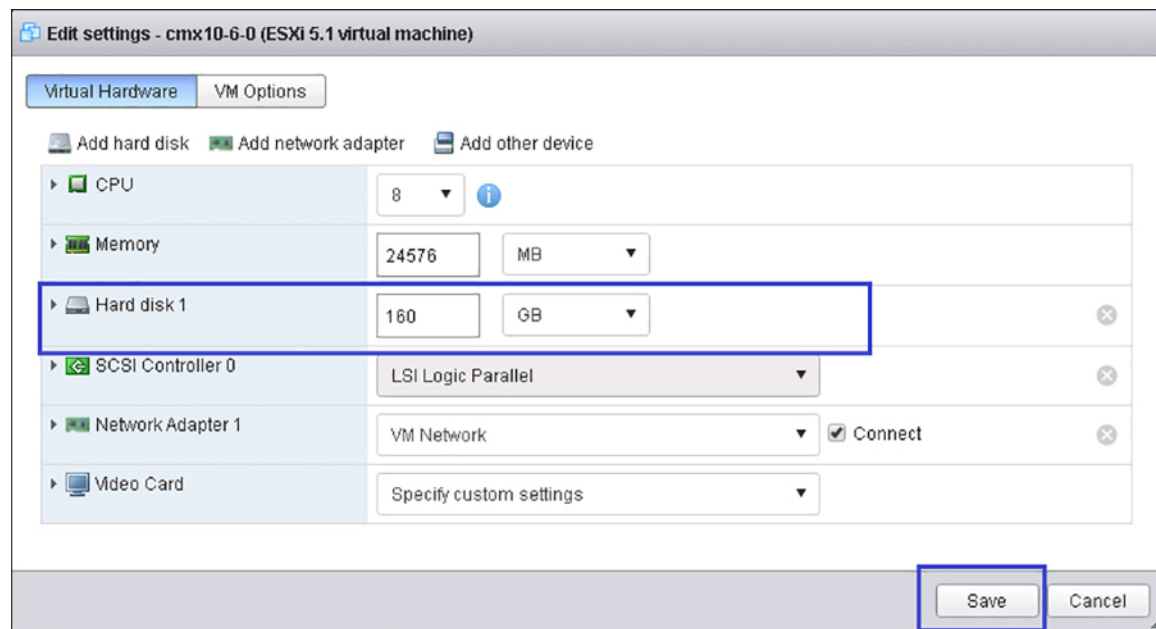 Edit settings - cmx10-6-0 (ESXi 5.1 virtual machine)
Virtual Hardware VM Options
Add hard disk Add network adapter Add other device
CPU 8
Memory 24576 MB
Hard disk 1 160 GB
SCSI Controller 0 LSI Logic Parallel
Network Adapter 1 VM Network Connect
Video Card Specify custom settings
Save Cancel